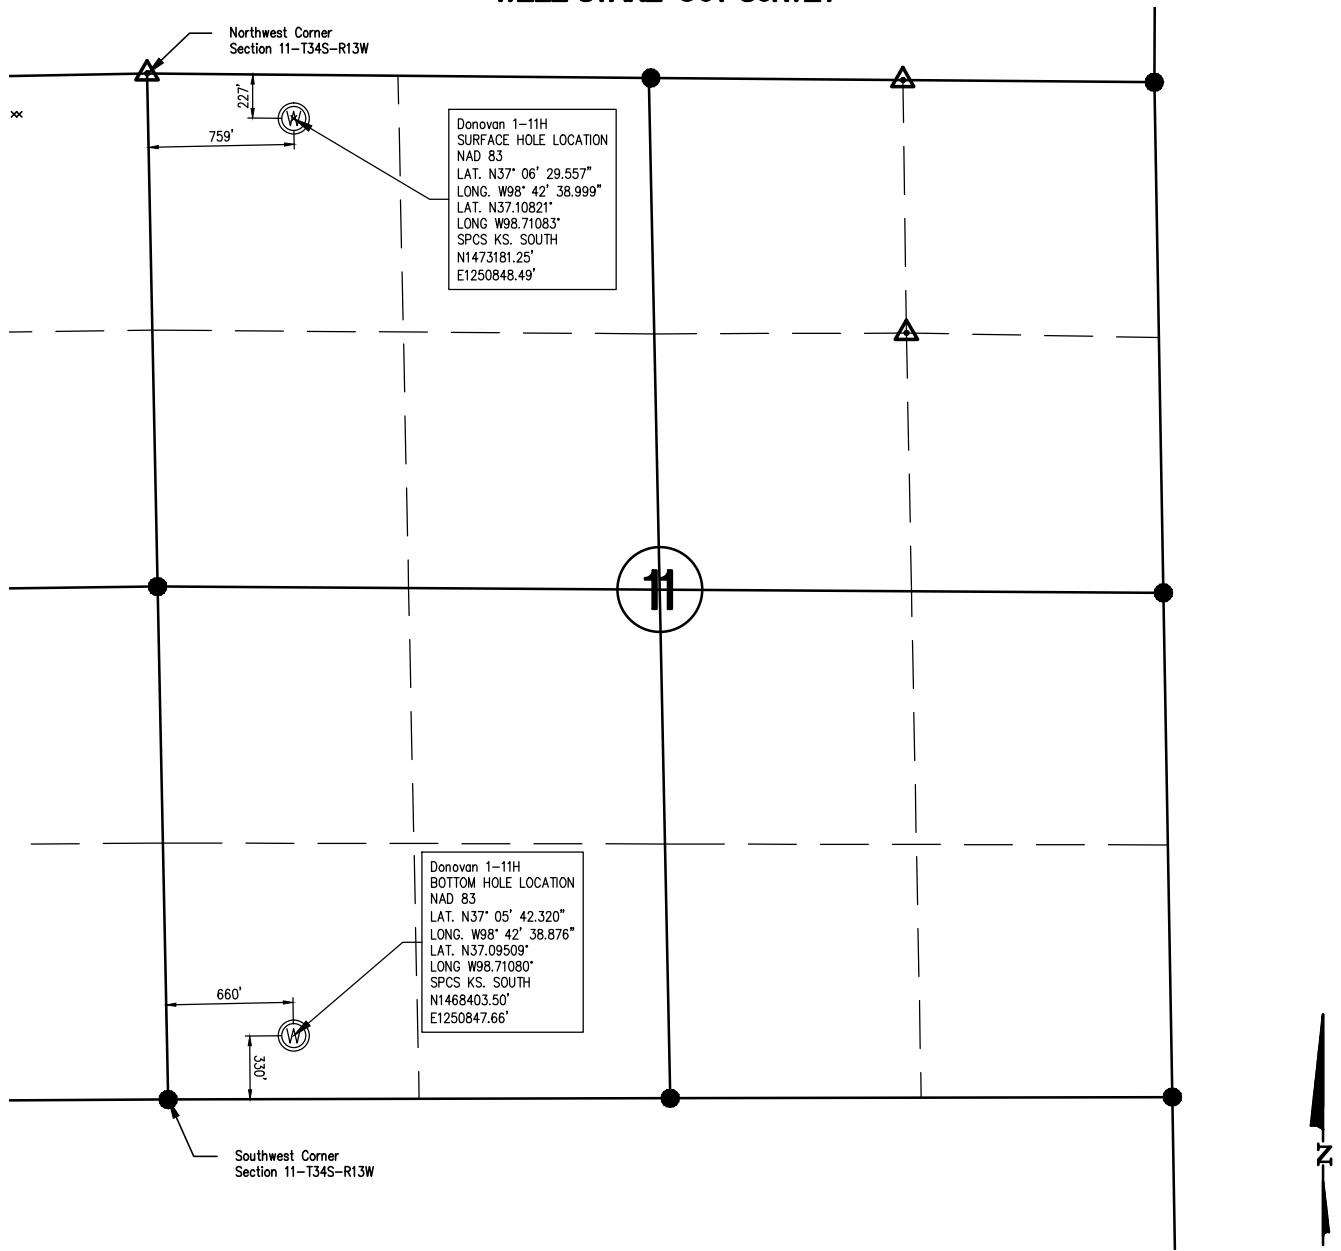 Northwest Corner
Section 11-T34S-R13W
227'
759'
W
Donovan 1-11H
SURFACE HOLE LOCATION
NAD 83
LAT. N37° 06' 29.557"
LONG. W98° 42' 38.999"
LAT. N37.10821°
LONG W98.71083°
SPCS KS. SOUTH
N1473181.25'
E1250848.49'
11
Donovan 1-11H
BOTTOM HOLE LOCATION
NAD 83
LAT. N37° 05' 42.320"
LONG. W98° 42' 38.876"
LAT. N37.09509°
LONG W98.71080°
SPCS KS. SOUTH
N1468403.50'
E1250847.66'
660'
W
330'
Southwest Corner
Section 11-T34S-R13W
N